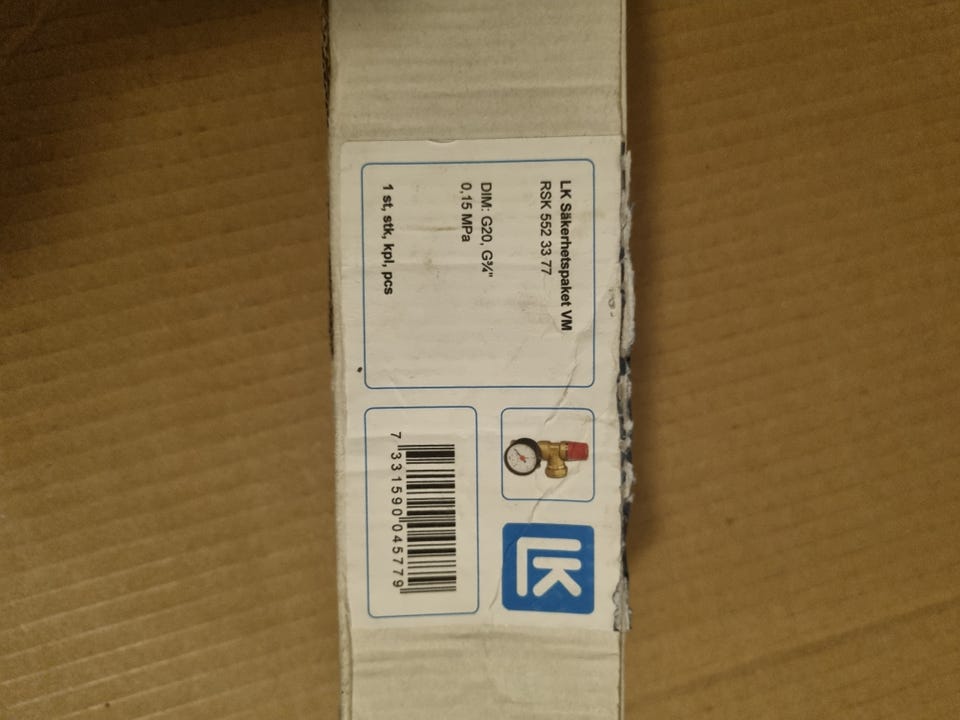 LK Säkerhetspaket VM
RSK 552 33 77
DIM: G20, G¾"
0,15 MPa
1 st, stk, kpl, pcs
LK
7 331590 045779